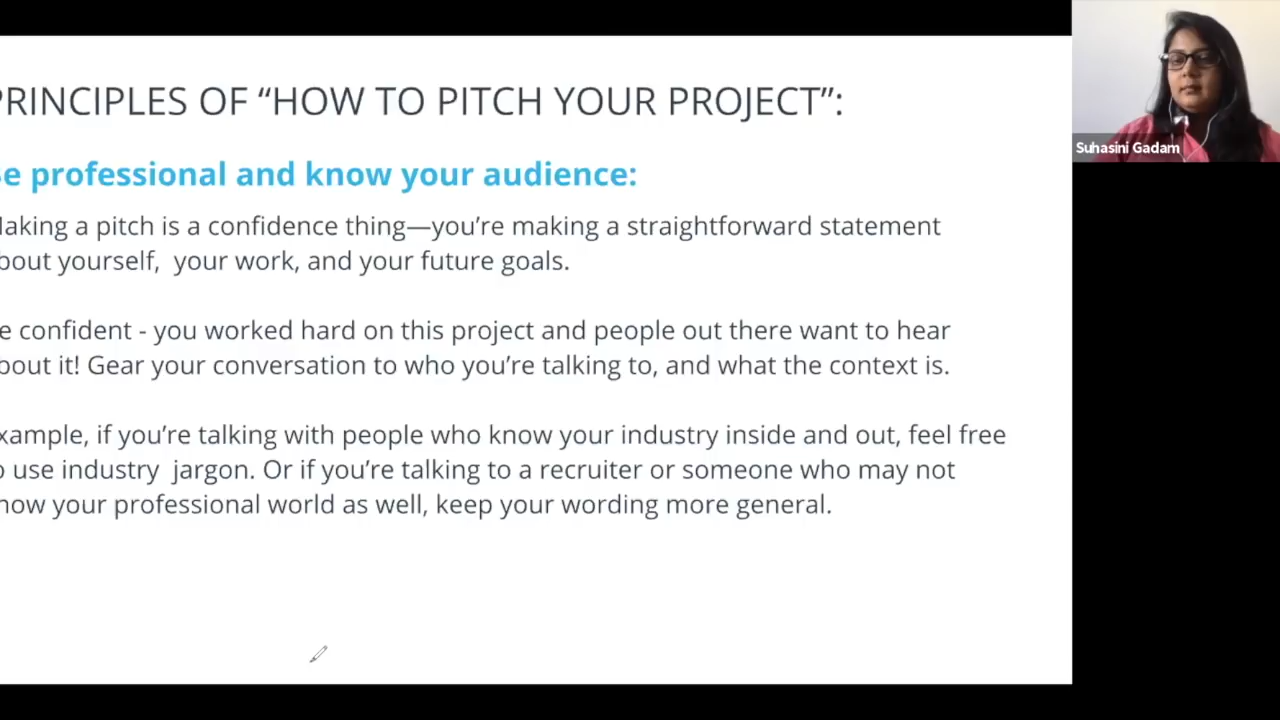 PRINCIPLES OF “HOW TO PITCH YOUR PROJECT”:
e professional and know your audience:
aking a pitch is a confidence thing—you’re making a straightforward statement
bout yourself,  your work, and your future goals.
e confident - you worked hard on this project and people out there want to hear
bout it! Gear your conversation to who you’re talking to, and what the context is.
xample, if you’re talking with people who know your industry inside and out, feel free
o use industry  jargon. Or if you’re talking to a recruiter or someone who may not
now your professional world as well, keep your wording more general.
Suhasini Gadam